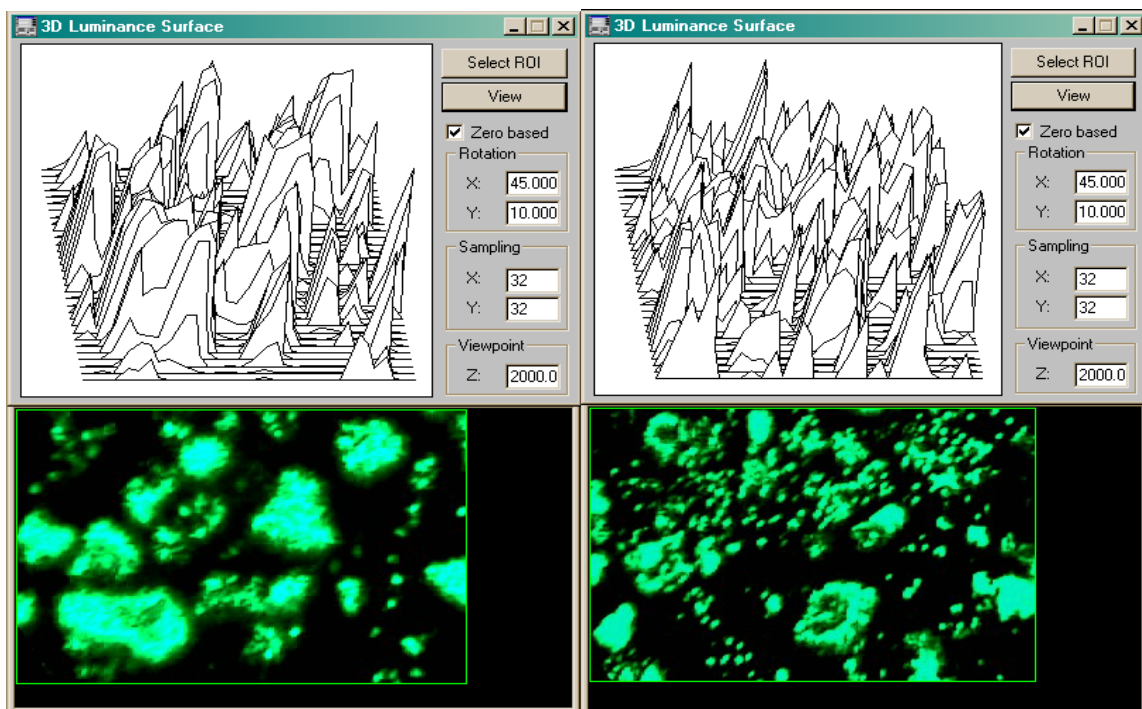 3D Luminance Surface
Select ROI
View
Zero based
Rotation
X: 45.000
Y: 10.000
Sampling
X: 32
Y: 32
Viewpoint
Z: 2000.0
3D Luminance Surface
Select ROI
View
Zero based
Rotation
X: 45.000
Y: 10.000
Sampling
X: 32
Y: 32
Viewpoint
Z: 2000.0